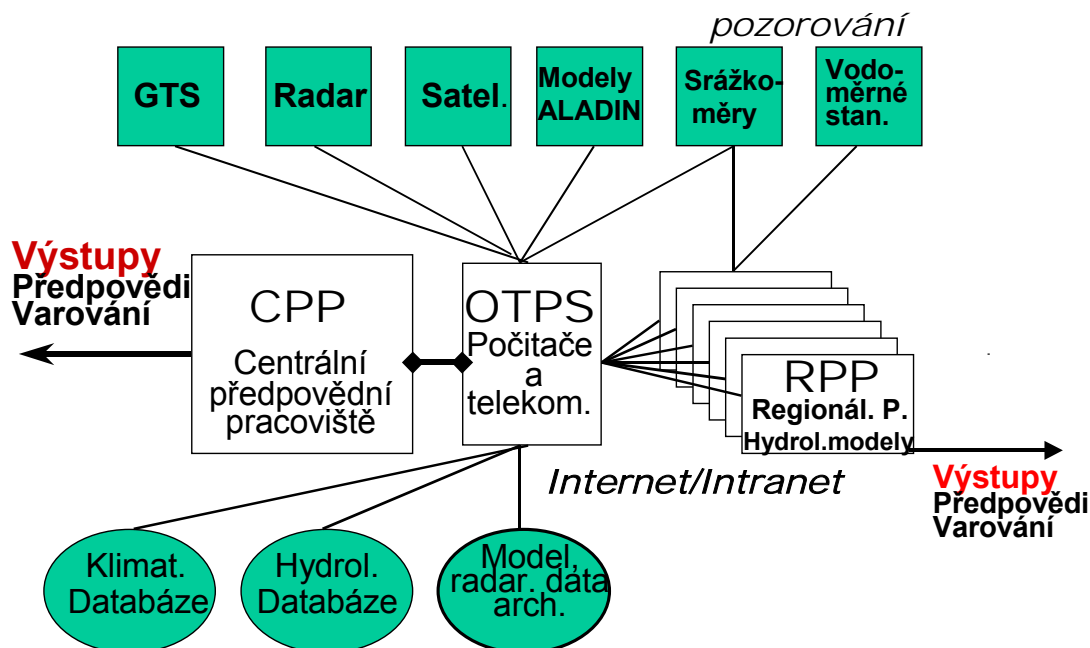 pozorování
GTS
Radar
Satel.
Modely
ALADIN
Srážko-
měry
Vodo-
měrné
stan.
Výstupy
Předpovědi
Varování
CPP
Centrální
předpovědní
pracoviště
OTPS
Počitače
a
telekom.
RPP
Regionál. P.
Hydrol.modely
Internet/Intranet
Výstupy
Předpovědi
Varování
Klimat.
Databáze
Hydrol.
Databáze
Model,
radar. data
arch.